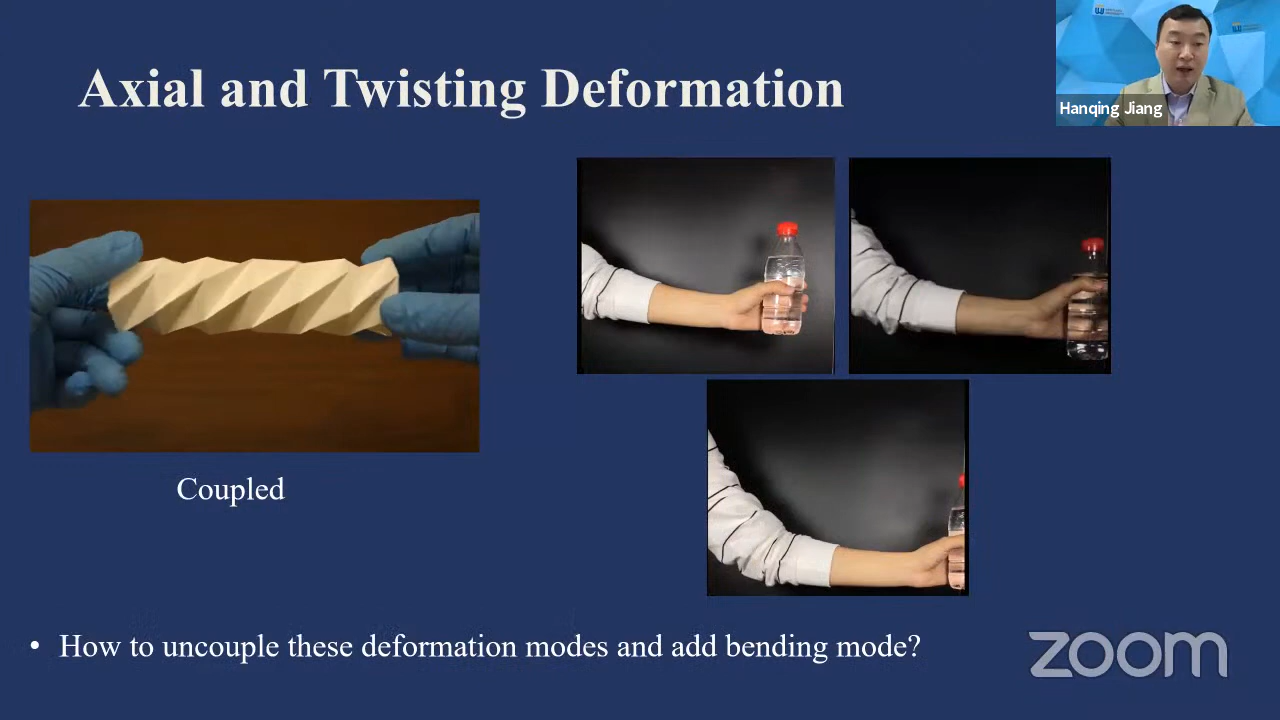 Axial and Twisting Deformation
Hanqing Jiang
Coupled
• How to uncouple these deformation modes and add bending mode?
zoom